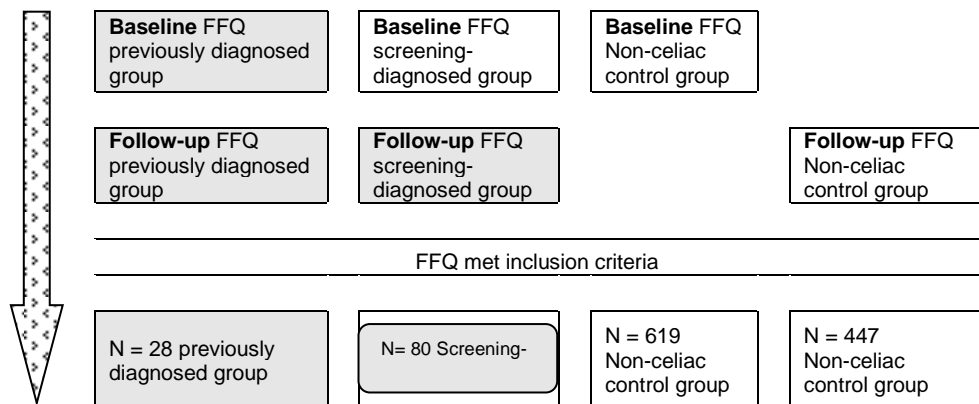 Baseline FFQ
previously diagnosed
group
Baseline FFQ
screening-
diagnosed group
Baseline FFQ
Non-celiac
control group
Follow-up FFQ
previously diagnosed
group
Follow-up FFQ
screening-
diagnosed group
Follow-up FFQ
Non-celiac
control group
FFQ met inclusion criteria
N = 28 previously
diagnosed group
N= 80 Screening-
N = 619
Non-celiac
control group
N = 447
Non-celiac
control group